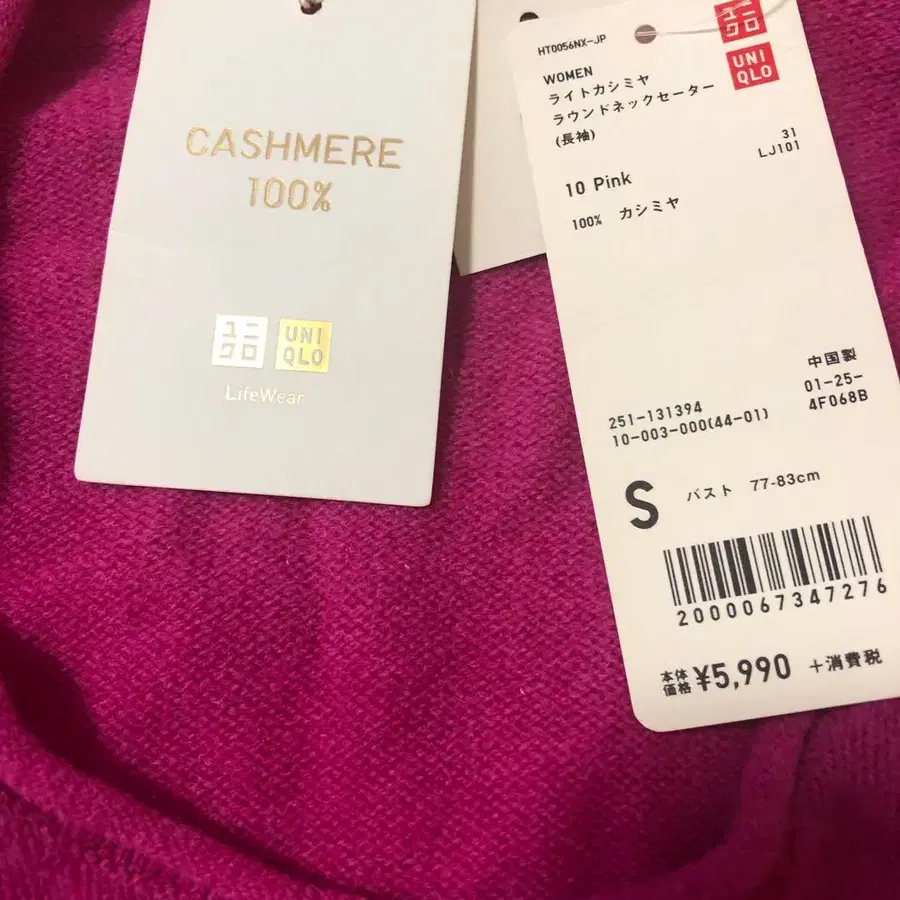 CASHMERE
100%
ユニ
クロ
UNI
QLO
LifeWear
HT0056NX-JP
ユニ
クロ
UNI
QLO
WOMEN
ライトカシミヤ
ラウンドネックセーター
(長袖)
31
LJ101
10 Pink
100% カシミヤ
中国製
01-25-
4F068B
251-131394
10-003-000(44-01)
S バスト 77-83cm
2000067347276
本体価格 ¥5,990 +消費税